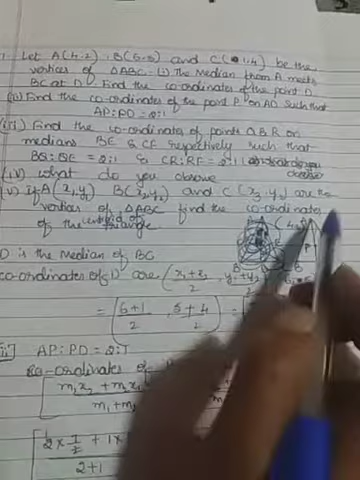 Let A(4.2), B(6.5) and C(1.4) be the
vertices of ΔABC. (i) The Median from A meets
BC at D. Find the co-ordinates of the point D.
(ii) Find the co-ordinates of the point P on AD such that
AP:PD = 2:1
(iii) Find the co-ordinates of points Q & R on
medians BE & CF respectively such that
BQ:QE = 2:1 & CR:RF = 2:1
(iv) what do you observe
(v) if A(x₁,y₁) B(x₂,y₂) and C(x₃.y₃) are the
vertices of ΔABC find the co-ordinates
of the centroid of triangle
D is the median of BC
co-ordinates of D are (x₁+x₂/2, y₁+y₂
= (6+1/2, 5+4/2) =
ii] AP:PD = 2:1
co-ordinates of
[m₁x₂ + m₂x₁
m₁+m₂
[2×7/2 + 1×
2+1